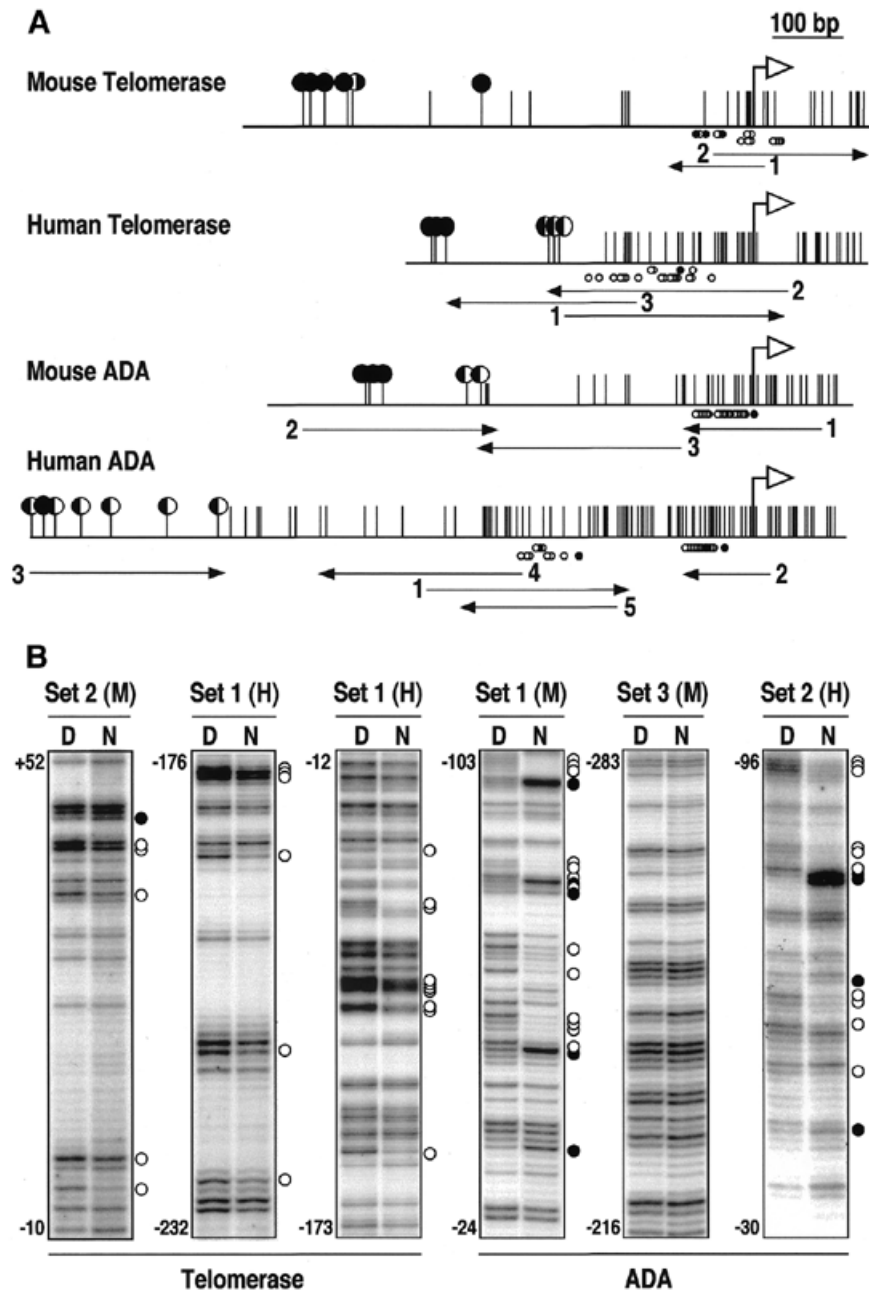 A
100 bp
Mouse Telomerase
2
1
Human Telomerase
2
3
1
Mouse ADA
2
1
3
Human ADA
3
4
2
1
5
B
Set 2 (M) Set 1 (H) Set 1 (H) Set 1 (M) Set 3 (M) Set 2 (H)
D N D N D N D N D N D N
+52 -176 -12 -103 -283 -96
-10 -232 -173 -24 -216 -30
Telomerase ADA